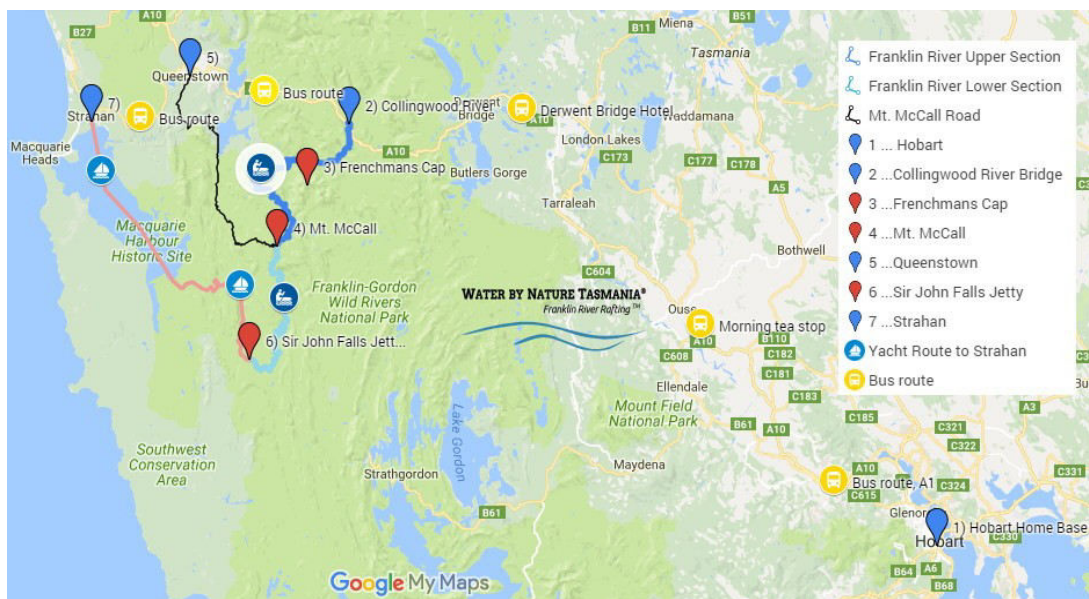 B27
A10
Miena
B51
B11
Tasmania
5)
Queenstown
Bus route
7)
Strahan
Bus route
2) Collingwood River
Bridge
Derwent Bridge Hotel
A10
Waddamana
Macquarie
Heads
A10
London Lakes
C173
C177
C178
3) Frenchmans Cap
Butlers Gorge
A5
Tarraleah
4) Mt. McCall
Macquarie
Harbour
Historic Site
Bothwell
C604
Franklin-Gordon
Wild Rivers
National Park
WATER BY NATURE TASMANIA®
Franklin River Rafting ™
Ouse
Morning tea stop
A10
B110
6) Sir John Falls Jett...
C608
C182
C181
Ellendale
C183
Mount Field
National Park
C185
A3
B61
A10
C321
C322
Southwest
Conservation
Area
Lake Gordon
Strathgordon
Maydena
A10
C331
Bus route, A1
C324
C615
B61
Glenor
1) Hobart Home Base
Hobart
C330
B64
A6
B68
Google My Maps
Franklin River Upper Section
Franklin River Lower Section
Mt. McCall Road
1 ... Hobart
2 ...Collingwood River Bridge
3 ...Frenchmans Cap
4 ...Mt. McCall
5 ...Queenstown
6 ...Sir John Falls Jetty
7 ...Strahan
Yacht Route to Strahan
Bus route